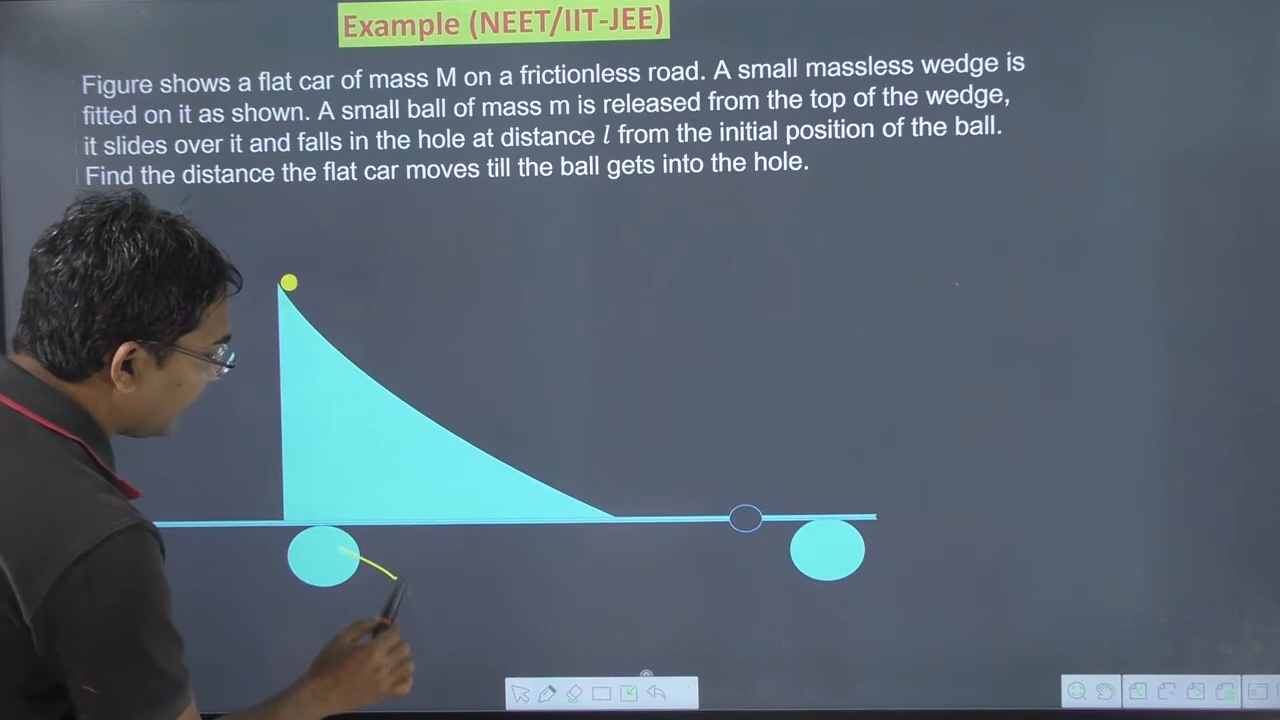 Example (NEET/IIT-JEE)
Figure shows a flat car of mass M on a frictionless road. A small massless wedge is
fitted on it as shown. A small ball of mass m is released from the top of the wedge,
it slides over it and falls in the hole at distance l from the initial position of the ball.
Find the distance the flat car moves till the ball gets into the hole.